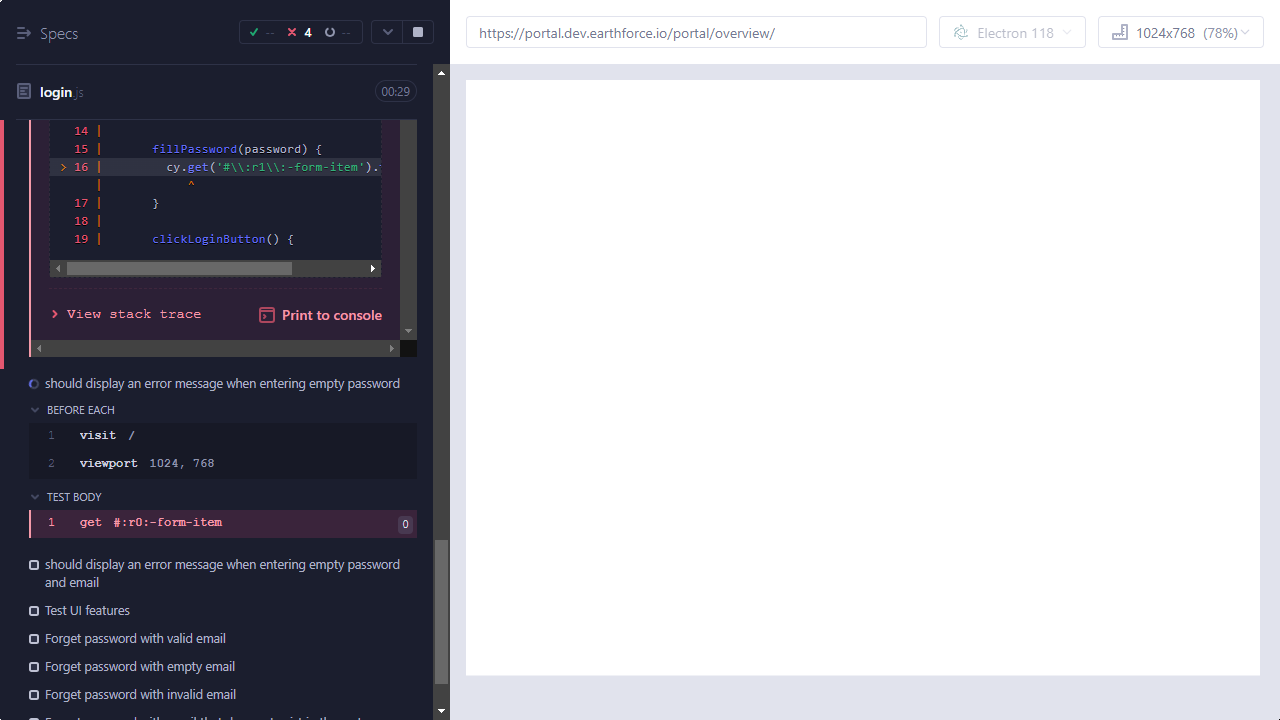 Specs
-- 4 --
https://portal.dev.earthforce.io/portal/overview/
Electron 118
1024x768 (78%)
login.js
00:29
14 |
15 | fillPassword(password) {
> 16 | cy.get('#\\:r1\\:-form-item').
| ^
17 | }
18 |
19 | clickLoginButton() {
View stack trace
Print to console
should display an error message when entering empty password
BEFORE EACH
1 visit /
2 viewport 1024, 768
TEST BODY
1 get #:r0:-form-item 0
should display an error message when entering empty password
and email
Test UI features
Forget password with valid email
Forget password with empty email
Forget password with invalid email